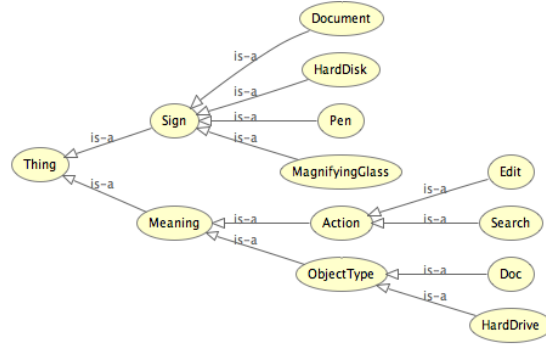 Document
is-a
HardDisk
is-a
Sign
is-a
Pen
is-a
is-a
MagnifyingGlass
Thing
is-a
Edit
is-a
Meaning
is-a
Action
is-a
Search
is-a
ObjectType
is-a
Doc
is-a
HardDrive